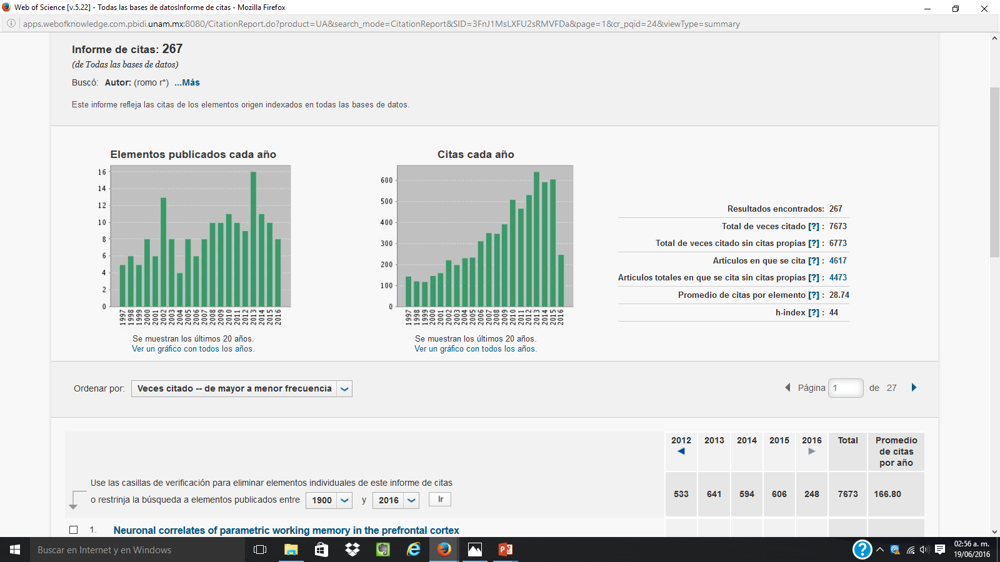 Web of Science [v.5.22] - Todas las bases de datosInforme de citas - Mozilla Firefox
apps.webofknowledge.com.pbidi.unam.mx:8080/CitationReport.do?product=UA&search_mode=CitationReport&SID=3FnJ1MsLXFU2sRMVFDa&page=1&cr_pqid=24&viewType=summary
Informe de citas: 267
(de Todas las bases de datos)
Buscó: Autor: (romo r*) ...Más
Este informe refleja las citas de los elementos origen indexados en todas las bases de datos.
Elementos publicados cada año
16
14
12
10
8
6
4
2
0
1997 1998 1999 2000 2001 2002 2003 2004 2005 2006 2007 2008 2009 2010 2011 2012 2013 2014 2015 2016
Se muestran los últimos 20 años.
Ver un gráfico con todos los años.
Citas cada año
600
500
400
300
200
100
0
1997 1998 1999 2000 2001 2002 2003 2004 2005 2006 2007 2008 2009 2010 2011 2012 2013 2014 2015 2016
Se muestran los últimos 20 años.
Ver un gráfico con todos los años.
Resultados encontrados: 267
Total de veces citado [?] : 7673
Total de veces citado sin citas propias [?] : 6773
Artículos en que se cita [?] : 4617
Artículos totales en que se cita sin citas propias [?] : 4473
Promedio de citas por elemento [?] : 28.74
h-index [?] : 44
Ordenar por: Veces citado -- de mayor a menor frecuencia
Página 1 de 27
2012 2013 2014 2015 2016 Total Promedio
de citas
por año
Use las casillas de verificación para eliminar elementos individuales de este informe de citas
o restrinja la búsqueda a elementos publicados entre 1900 y 2016 Ir
533 641 594 606 248 7673 166.80
1. Neuronal correlates of parametric working memory in the prefrontal cortex
Buscar en Internet y en Windows
02:56 a. m.
19/06/2016